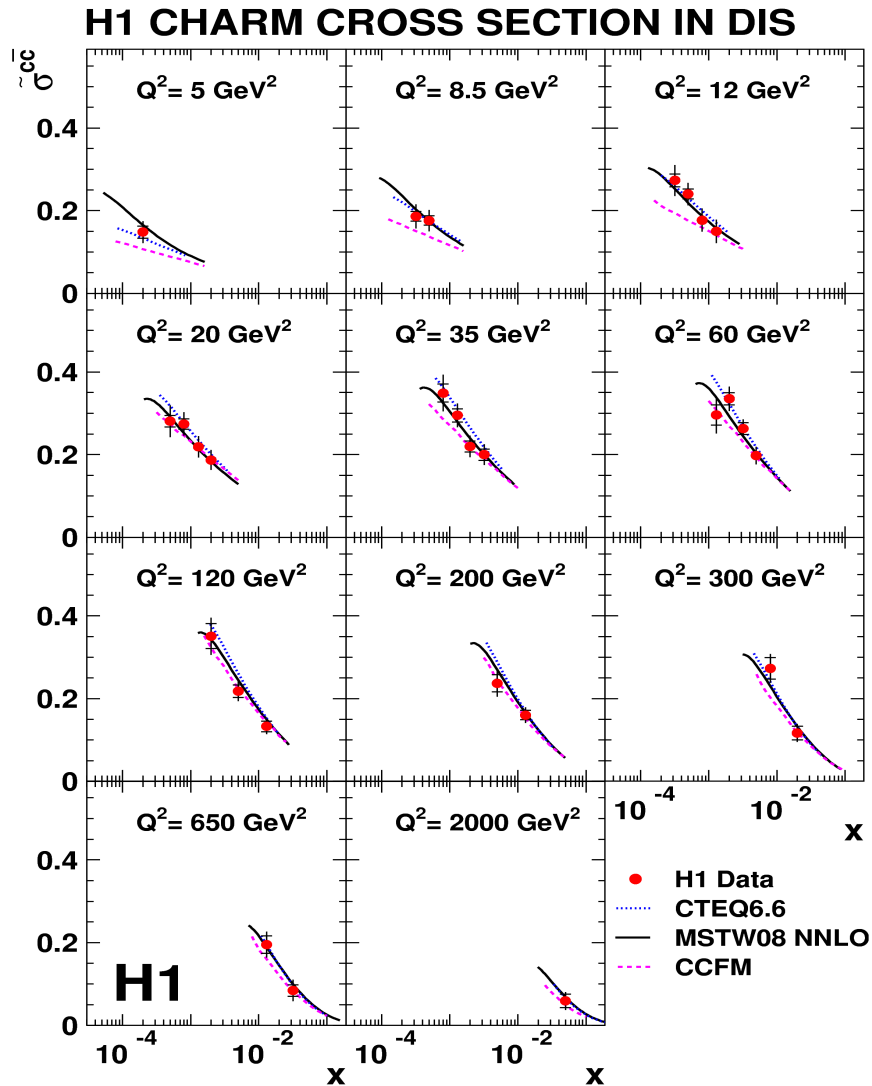 H1 CHARM CROSS SECTION IN DIS
σ̃ᶜᶜ̄
Q²= 5 GeV²
Q²= 8.5 GeV²
Q²= 12 GeV²
0.4
0.2
0
Q²= 20 GeV²
Q²= 35 GeV²
Q²= 60 GeV²
0.4
0.2
0
Q²= 120 GeV²
Q²= 200 GeV²
Q²= 300 GeV²
0.4
0.2
0
10⁻⁴ 10⁻²
x
Q²= 650 GeV²
Q²= 2000 GeV²
0.4
0.2
0
H1
10⁻⁴ 10⁻² 10⁻⁴ 10⁻²
x x
H1 Data
CTEQ6.6
MSTW08 NNLO
CCFM